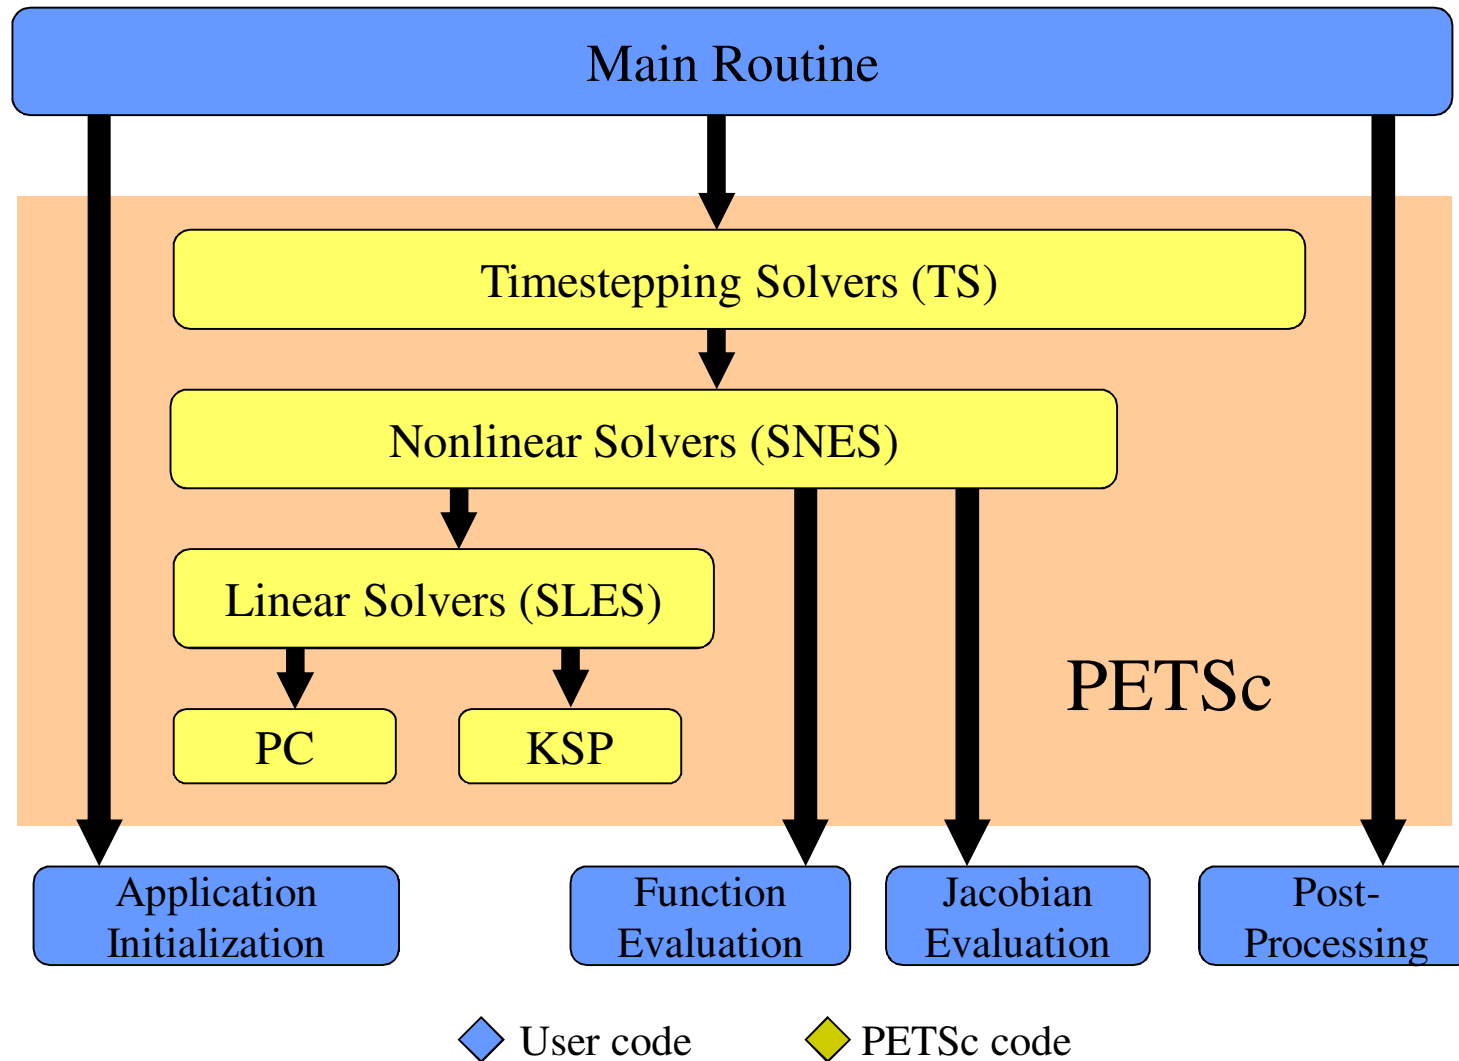 Main Routine
Timestepping Solvers (TS)
Nonlinear Solvers (SNES)
Linear Solvers (SLES)
PETSc
PC
KSP
Application
Initialization
Function
Evaluation
Jacobian
Evaluation
Post-
Processing
User code
PETSc code